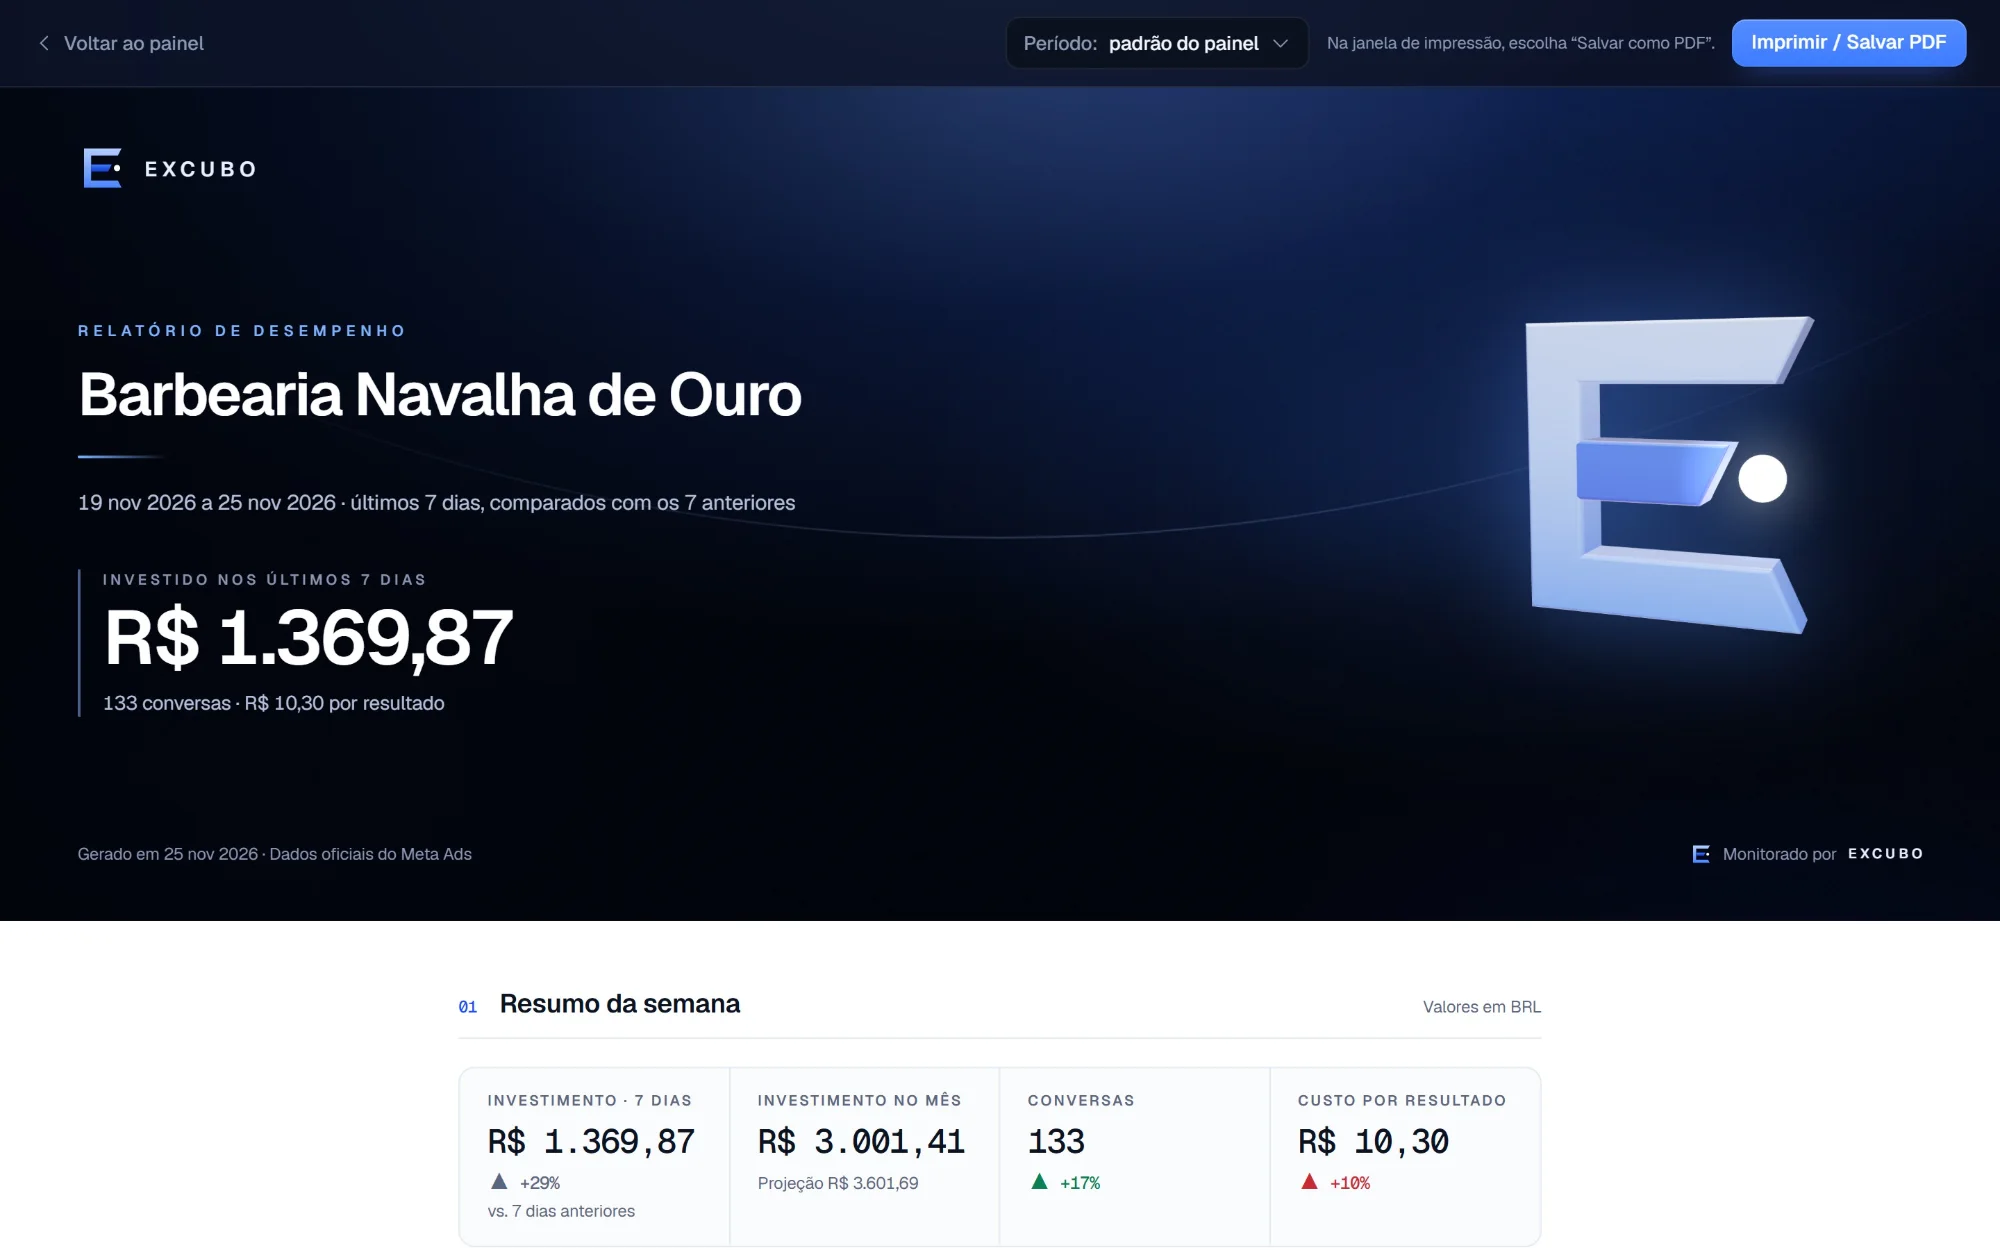 Voltar ao painel
Período: padrão do painel
Na janela de impressão, escolha “Salvar como PDF”.
Imprimir / Salvar PDF
EXCUBO
RELATÓRIO DE DESEMPENHO
Barbearia Navalha de Ouro
19 nov 2026 a 25 nov 2026 · últimos 7 dias, comparados com os 7 anteriores
INVESTIDO NOS ÚLTIMOS 7 DIAS
R$ 1.369,87
133 conversas · R$ 10,30 por resultado
Gerado em 25 nov 2026 · Dados oficiais do Meta Ads
Monitorado por EXCUBO
01 Resumo da semana
Valores em BRL
INVESTIMENTO · 7 DIAS
R$ 1.369,87
▲ +29%
vs. 7 dias anteriores
INVESTIMENTO NO MÊS
R$ 3.001,41
Projeção R$ 3.601,69
CONVERSAS
133
▲ +17%
CUSTO POR RESULTADO
R$ 10,30
▲ +10%